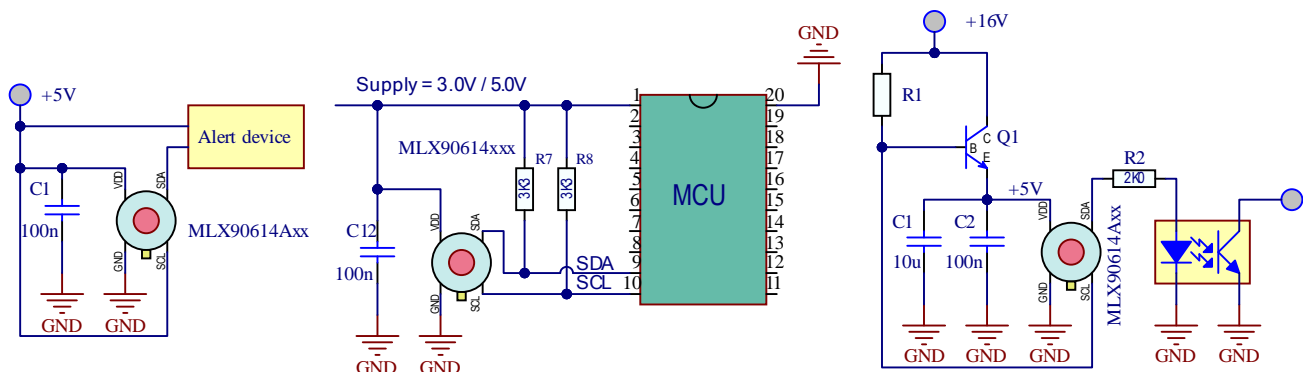 +5V
Alert device
C1
100n
VDD
SDA
GND
SCL
MLX90614Axx
GND
GND
Supply = 3.0V / 5.0V
MLX90614xxx
R7
3K3
R8
3K3
C12
100n
VDD
SDA
GND
SCL
SDA
SCL
GND
GND
MCU
1
2
3
4
5
6
7
8
9
10
20
19
18
17
16
15
14
13
12
11
GND
+16V
R1
Q1
B
C
E
+5V
C1
10u
C2
100n
VDD
SDA
GND
SCL
MLX90614Axx
R2
2K0
GND
GND
GND
GND
GND